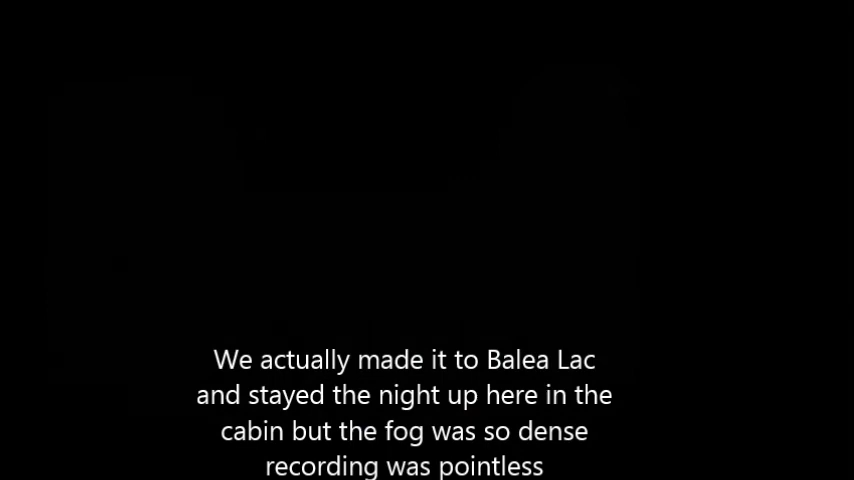 We actually made it to Balea Lac
and stayed the night up here in the
cabin but the fog was so dense
recording was pointless